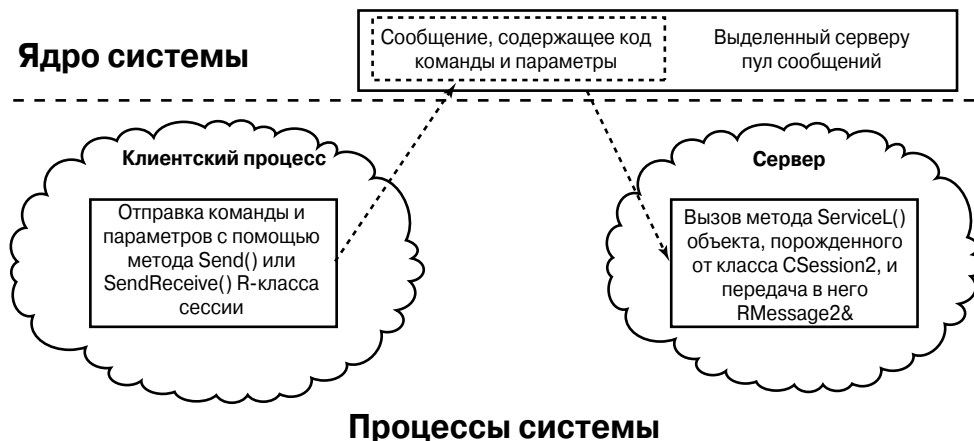 Ядро системы
Сообщение, содержащее код
команды и параметры
Выделенный серверу
пул сообщений
Клиентский процесс
Отправка команды и
параметров с помощью
метода Send() или
SendReceive() R-класса
сессии
Сервер
Вызов метода ServiceL()
объекта, порожденного
от класса CSession2, и
передача в него
RMessage2&
Процессы системы